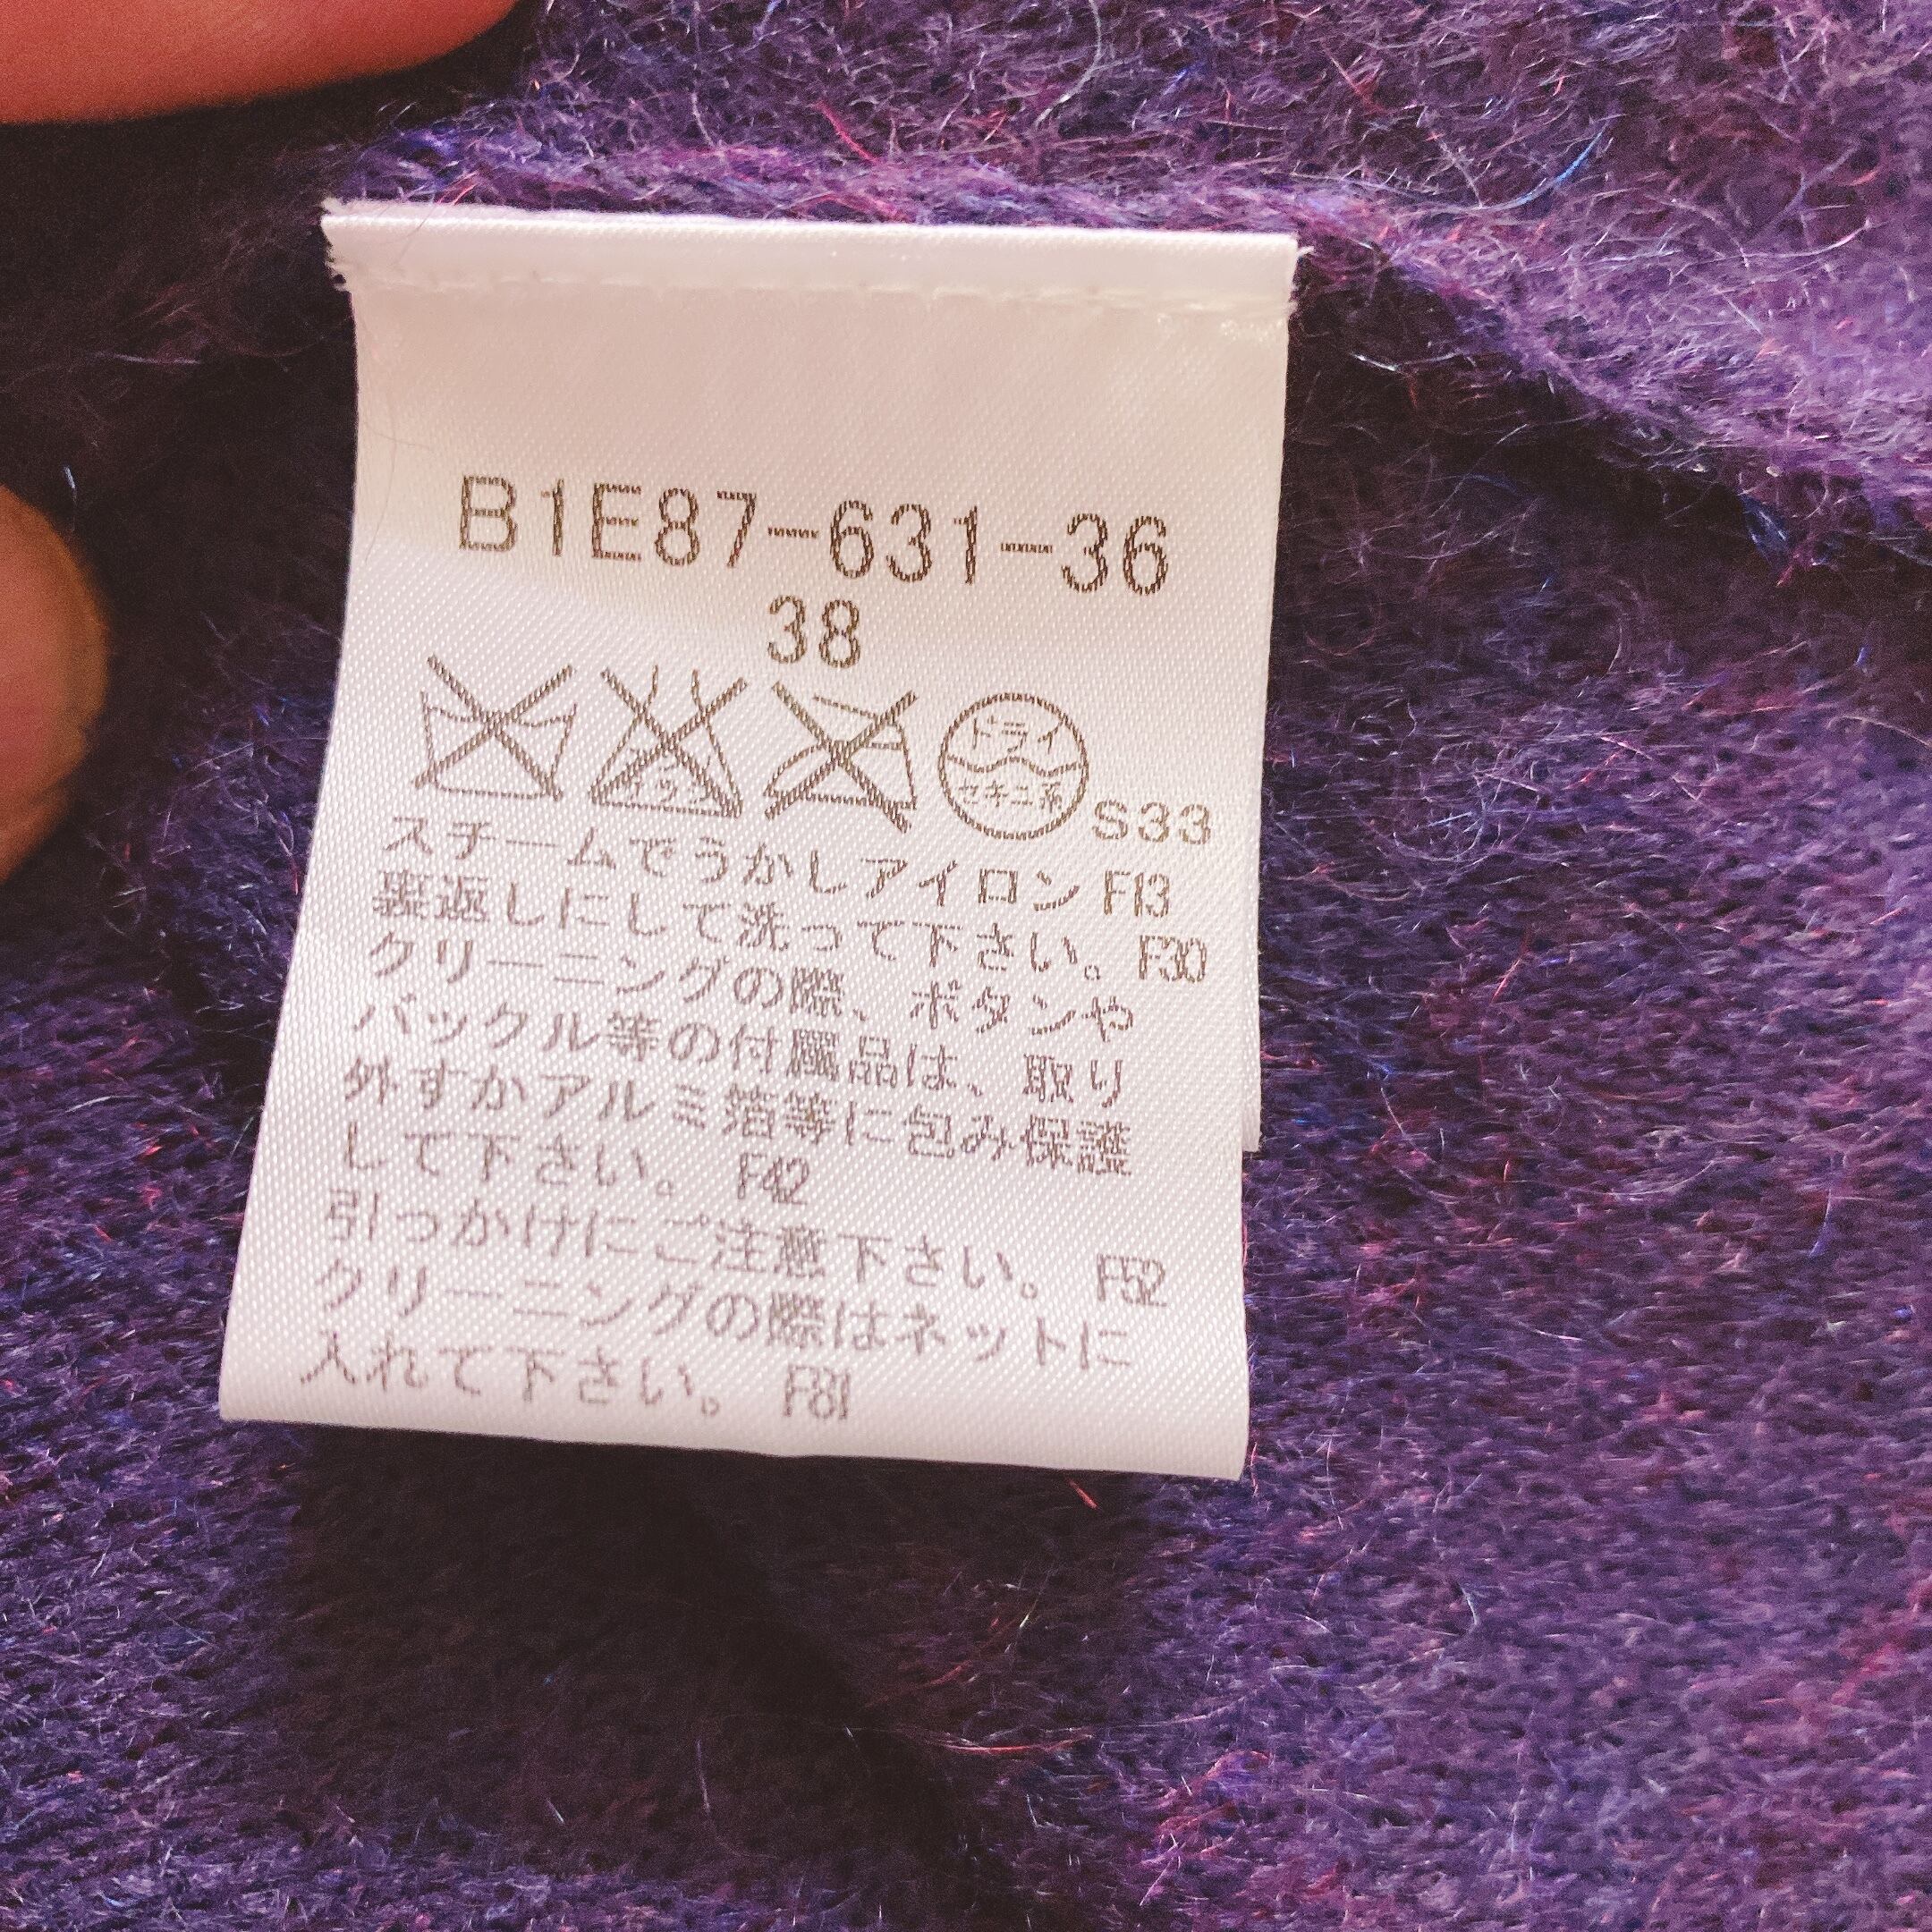 B1E87-631-36
38
エンソ
ドライ
セキユ系
S33
スチームでうかしアイロン F13
裏返しにして洗って下さい。F30
クリーニングの際、ボタンや
バックル等の付属品は、取り
外すかアルミ箔等に包み保護
して下さい。 F42
引っかけにご注意下さい。 F52
クリーニングの際はネットに
入れて下さい。 F81